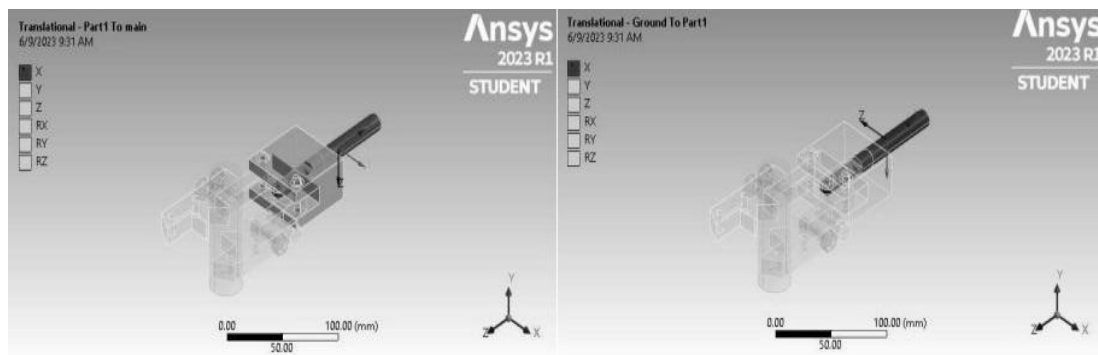 Translational - Part1 To main
6/9/2023 9:31 AM
X
Y
Z
RX
RY
RZ
Ansys
2023 R1
STUDENT
Z
0.00
100.00 (mm)
50.00
Y
Z
X
Translational - Ground To Part1
6/9/2023 9:31 AM
X
Y
Z
RX
RY
RZ
Ansys
2023 R1
STUDENT
Z
0.00
100.00 (mm)
50.00
Y
Z
X